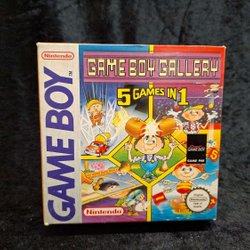 Nintendo
GAME BOY GALLERY
5 GAMES IN 1
GAME BOY
Nintendo